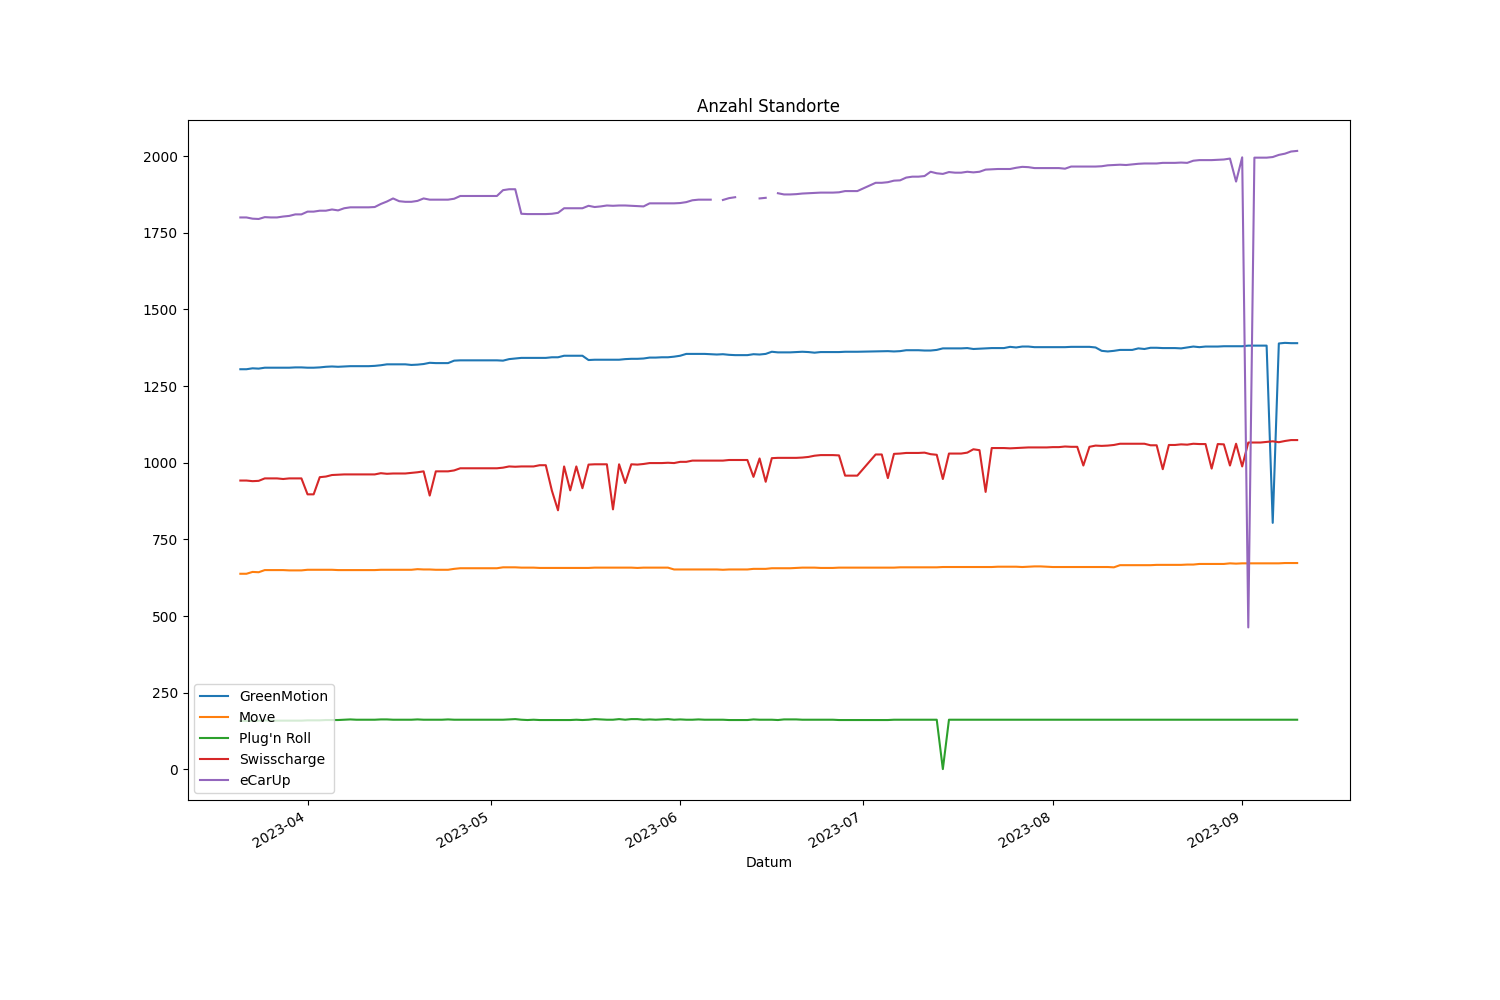 Anzahl Standorte
2000
1750
1500
1250
1000
750
500
250
0
GreenMotion
Move
Plug'n Roll
Swisscharge
eCarUp
2023-04
2023-05
2023-06
2023-07
2023-08
2023-09
Datum